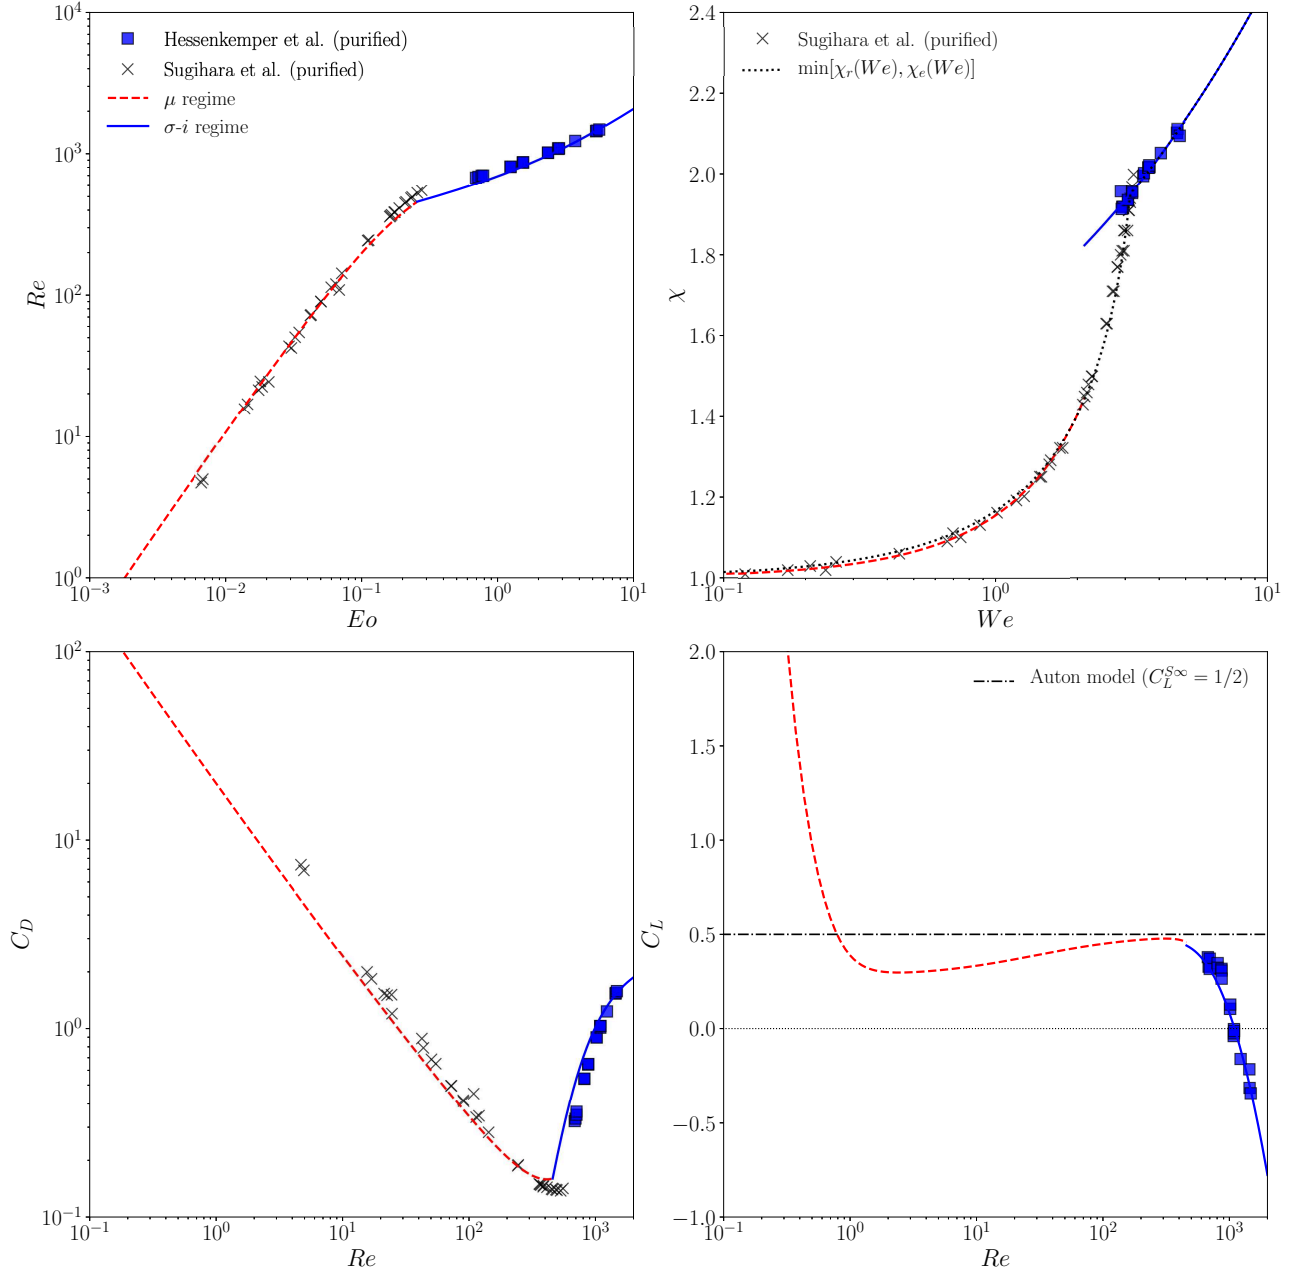 10^4
10^3
10^2
10^1
10^0
Re
10^−3
10^−2
10^−1
10^0
10^1
Eo
Hessenkemper et al. (purified)
Sugihara et al. (purified)
μ regime
σ-i regime
2.4
2.2
2.0
1.8
1.6
1.4
1.2
1.0
χ
10^−1
10^0
10^1
We
Sugihara et al. (purified)
min[χ_r(We), χ_e(We)]
10^2
10^1
10^0
10^−1
C_D
10^−1
10^0
10^1
10^2
10^3
Re
2.0
1.5
1.0
0.5
0.0
−0.5
−1.0
C_L
10^−1
10^0
10^1
10^2
10^3
Re
Auton model (C_L^{S∞} = 1/2)